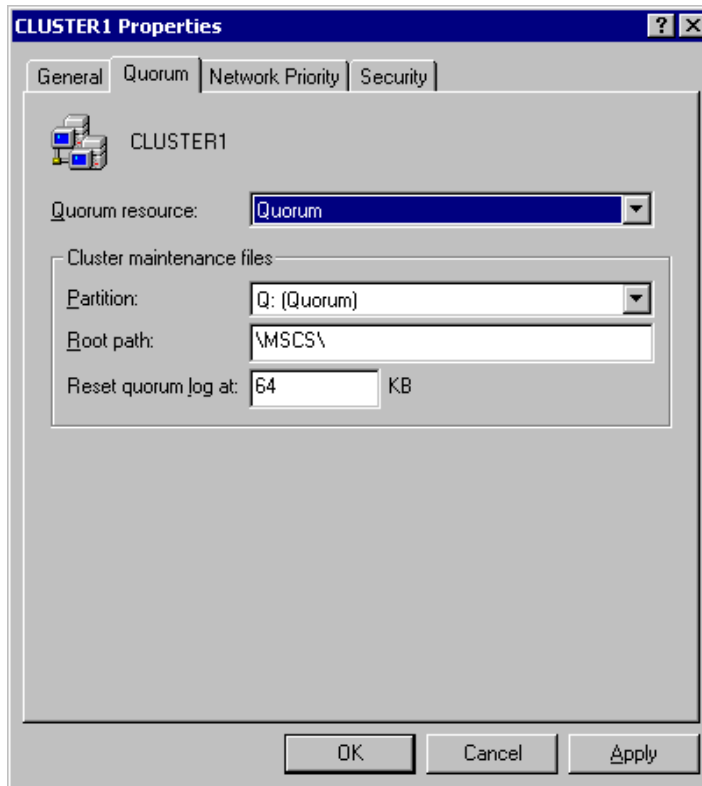 CLUSTER1 Properties
General Quorum Network Priority Security
CLUSTER1
Quorum resource: Quorum
Cluster maintenance files
Partition: Q: (Quorum)
Root path: \MSCS\
Reset quorum log at: 64 KB
OK Cancel Apply